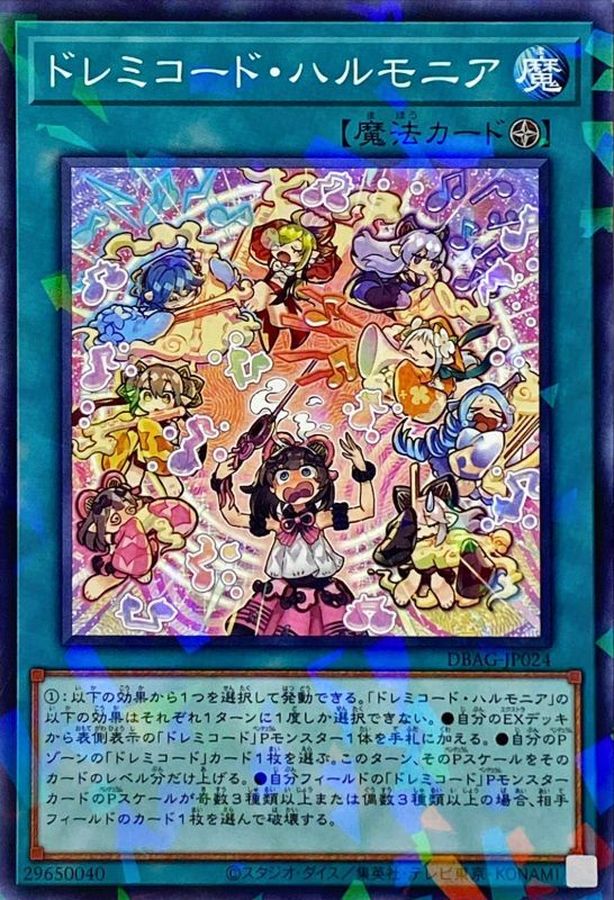 ドレミコード・ハルモニア 魔
【魔法カード】
DBAG-JP024
①：以下の効果から1つを選択して発動できる。「ドレミコード・ハルモニア」の
以下の効果はそれぞれ1ターンに1度しか選択できない。●自分のEXデッキ
から表側表示の「ドレミコード」Pモンスター1体を手札に加える。●自分のP
ゾーンの「ドレミコード」カード1枚を選ぶ。このターン、そのPスケールをその
カードのレベル分だけ上げる。●自分フィールドの「ドレミコード」Pモンスター
カードのPスケールが奇数3種類以上または偶数3種類以上の場合、相手
フィールドのカード1枚を選んで破壊する。
29650040 ©スタジオ・ダイス／集英社・テレビ東京・KONAMI